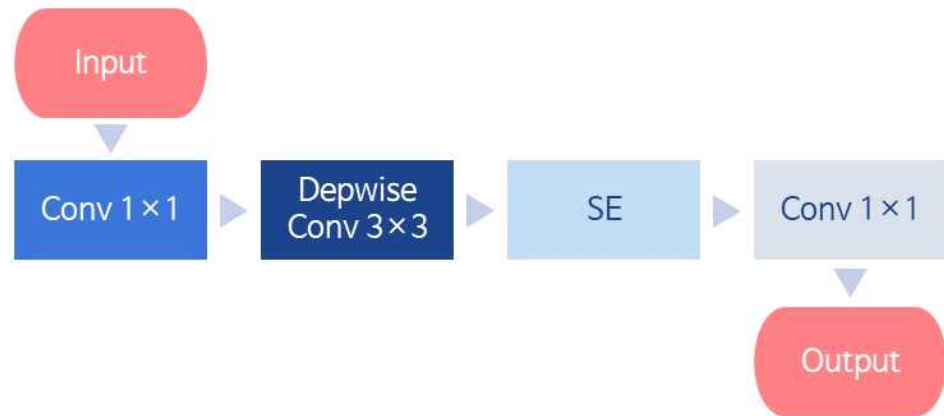 Input
Conv 1×1
Depwise
Conv 3×3
SE
Conv 1×1
Output